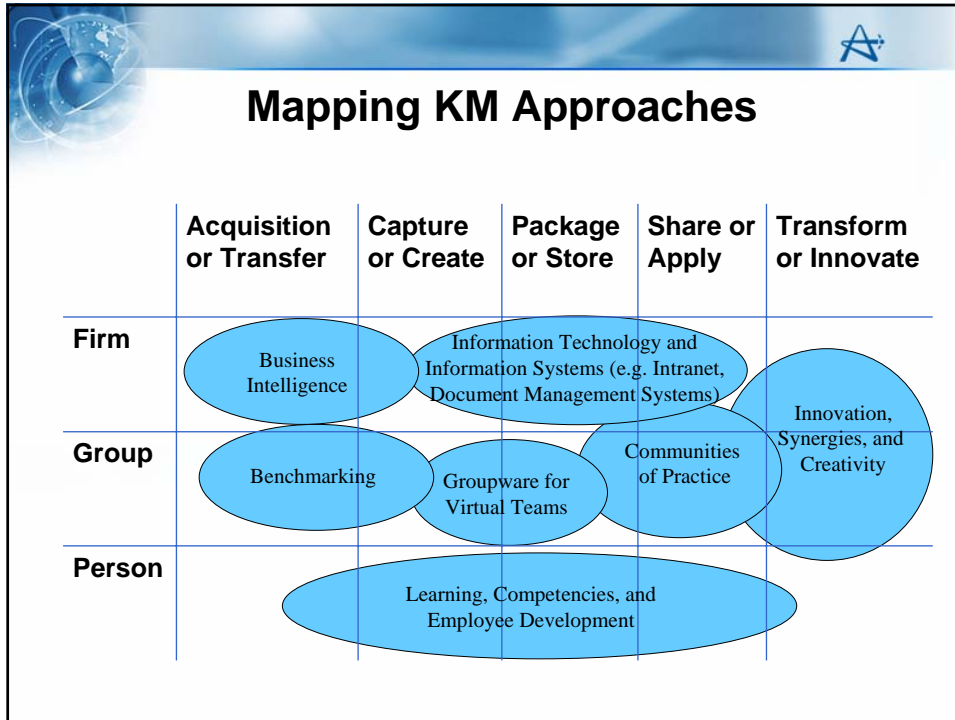 Mapping KM Approaches
Acquisition
or Transfer
Capture
or Create
Package
or Store
Share or
Apply
Transform
or Innovate
Firm
Business
Intelligence
Information Technology and
Information Systems (e.g. Intranet,
Document Management Systems)
Innovation,
Synergies, and
Creativity
Group
Benchmarking
Groupware for
Virtual Teams
Communities
of Practice
Person
Learning, Competencies, and
Employee Development